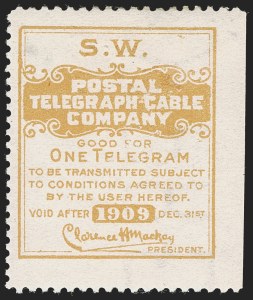 S.W.
POSTAL
TELEGRAPH-CABLE
COMPANY
GOOD FOR
ONE TELEGRAM
TO BE TRANSMITTED SUBJECT
TO CONDITIONS AGREED TO
BY THE USER HEREOF.
VOID AFTER 1909 DEC. 31ST
Clarence H Mackay
PRESIDENT.